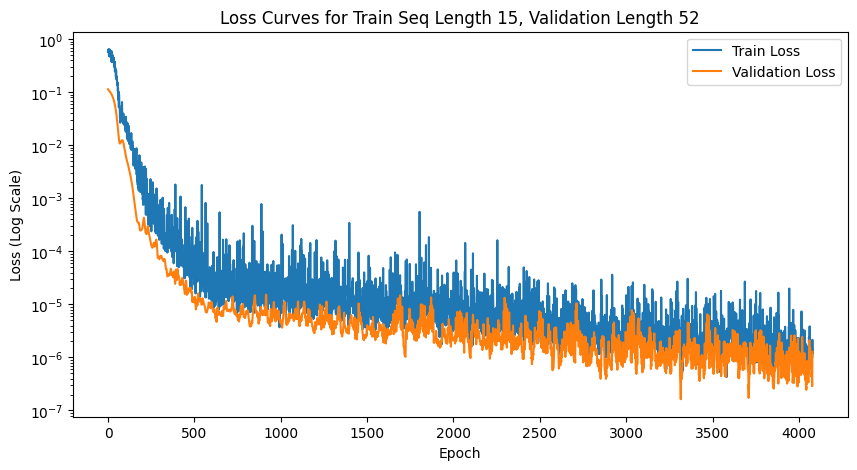 Loss Curves for Train Seq Length 15, Validation Length 52
Train Loss
Validation Loss
Loss (Log Scale)
10⁰
10⁻¹
10⁻²
10⁻³
10⁻⁴
10⁻⁵
10⁻⁶
10⁻⁷
0 500 1000 1500 2000 2500 3000 3500 4000
Epoch